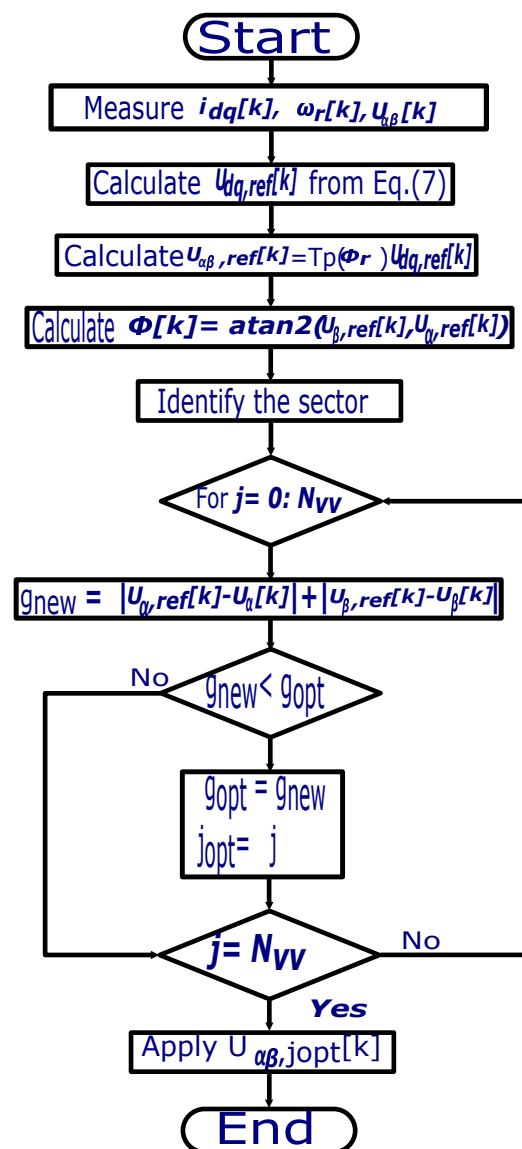 Start
Measure idq[k], ωr[k],Uαβ[k]
Calculate Udq,ref[k] from Eq.(7)
CalculateUαβ,ref[k]=Tp(Φr )Udq,ref[k]
Calculate Φ[k]= atan2(Uβ,ref[k],Uα,ref[k])
Identify the sector
For j= 0: NVV
gnew = |Uα,ref[k]-Uα[k]|+|Uβ,ref[k]-Uβ[k]|
No
gnew< gopt
gopt = gnew
jopt= j
j= NVV
No
Yes
Apply Uαβ,jopt[k]
End